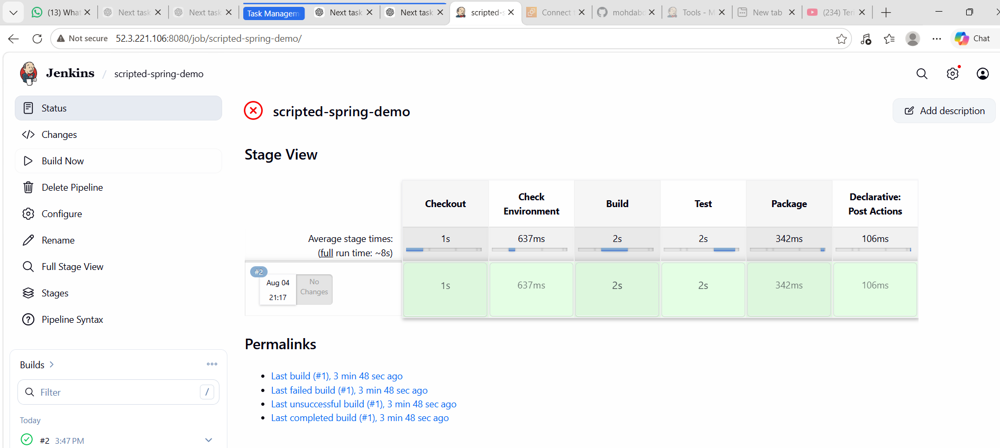 (13) What
Next task
Next task
Task Managem
Next task
Next task
scripted-s
Connect t
mohdabo
Tools - M
New tab
(234) Teri
Not secure
52.3.221.106:8080/job/scripted-spring-demo/
Chat
Jenkins / scripted-spring-demo
Status
Changes
Build Now
Delete Pipeline
Configure
Rename
Full Stage View
Stages
Pipeline Syntax
Builds
Filter
/
Today
#2 3:47 PM
scripted-spring-demo
Add description
Stage View
Checkout
Check
Environment
Build
Test
Package
Declarative:
Post Actions
Average stage times:
(full run time: ~8s)
1s
637ms
2s
2s
342ms
106ms
#2
Aug 04
21:17
No
Changes
1s
637ms
2s
2s
342ms
106ms
Permalinks
Last build (#1), 3 min 48 sec ago
Last failed build (#1), 3 min 48 sec ago
Last unsuccessful build (#1), 3 min 48 sec ago
Last completed build (#1), 3 min 48 sec ago